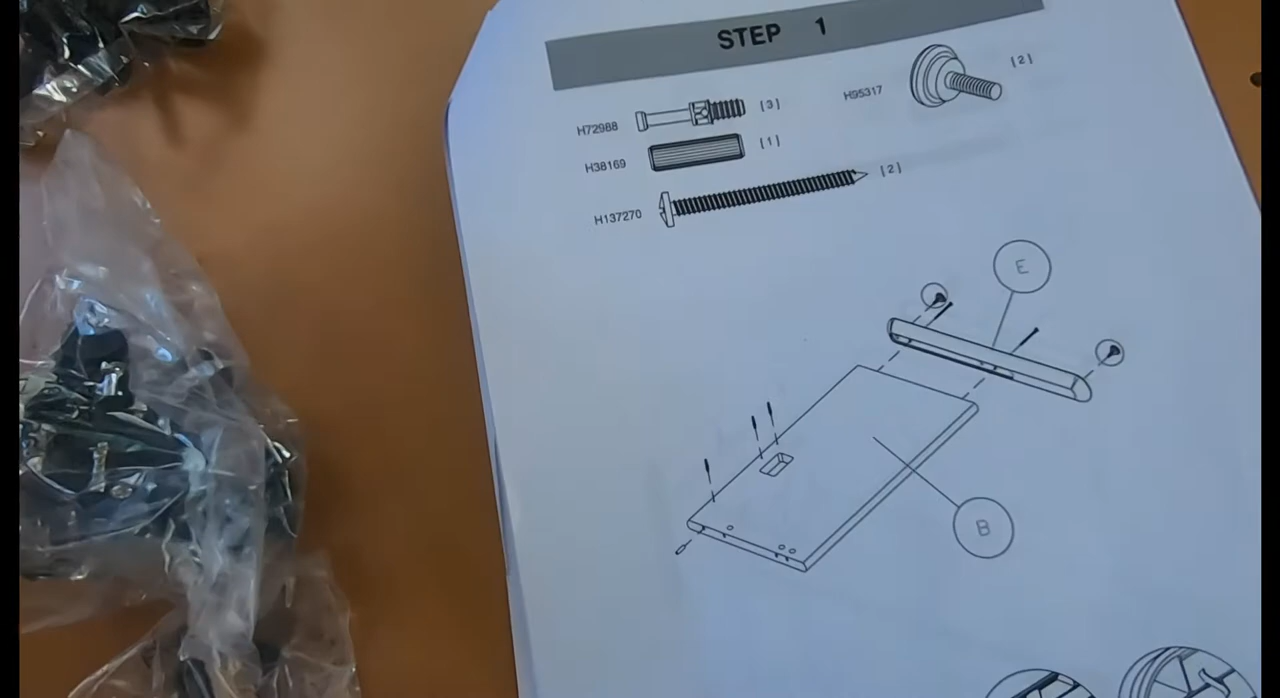 STEP 1
H72988 [3]
H95317 [2]
H38169 [1]
H137270 [2]
E
B